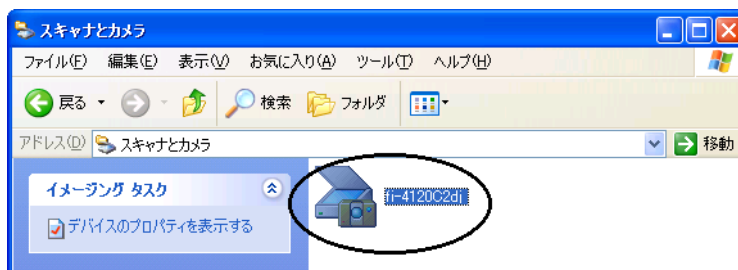 スキャナとカメラ
ファイル(F) 編集(E) 表示(V) お気に入り(A) ツール(T) ヘルプ(H)
戻る 検索 フォルダ
アドレス(D) スキャナとカメラ 移動
イメージング タスク
デバイスのプロパティを表示する
fi-4120C2dj